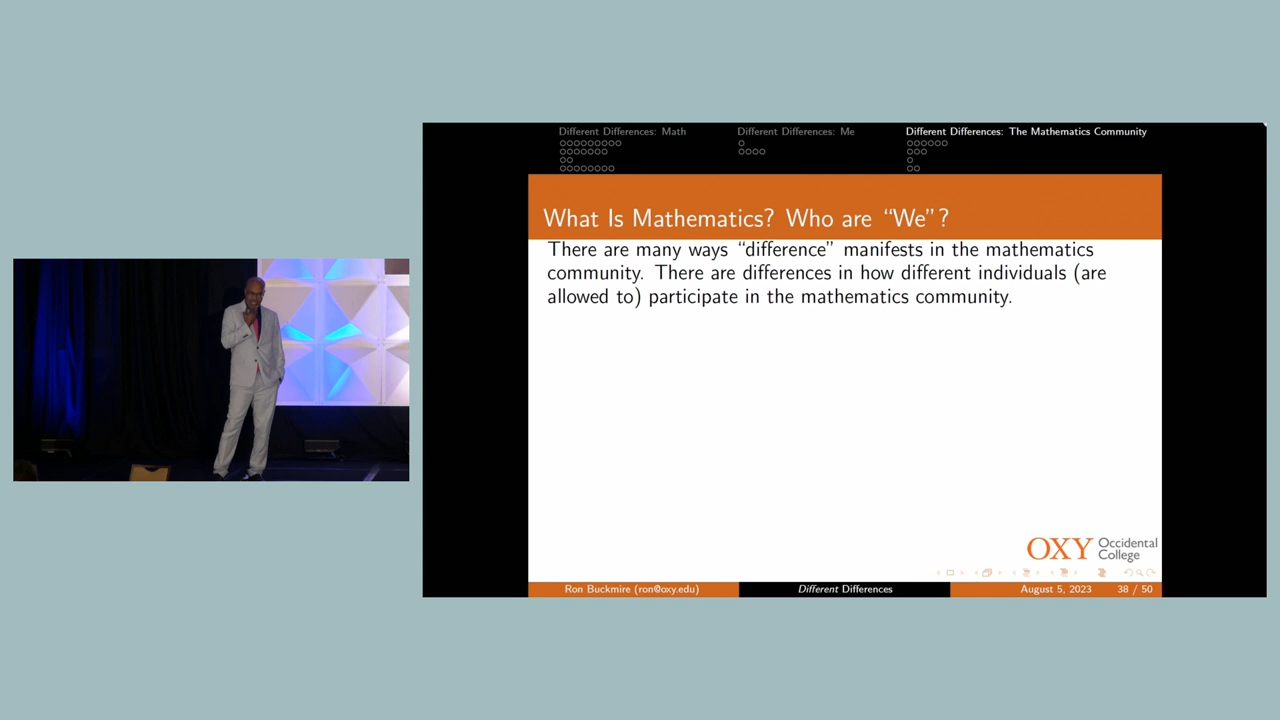 Different Differences: Math
Different Differences: Me
Different Differences: The Mathematics Community
What Is Mathematics? Who are “We”?
There are many ways “difference” manifests in the mathematics
community. There are differences in how different individuals (are
allowed to) participate in the mathematics community.
OXY Occidental
College
Ron Buckmire (ron@oxy.edu)
Different Differences
August 5, 2023
38 / 50